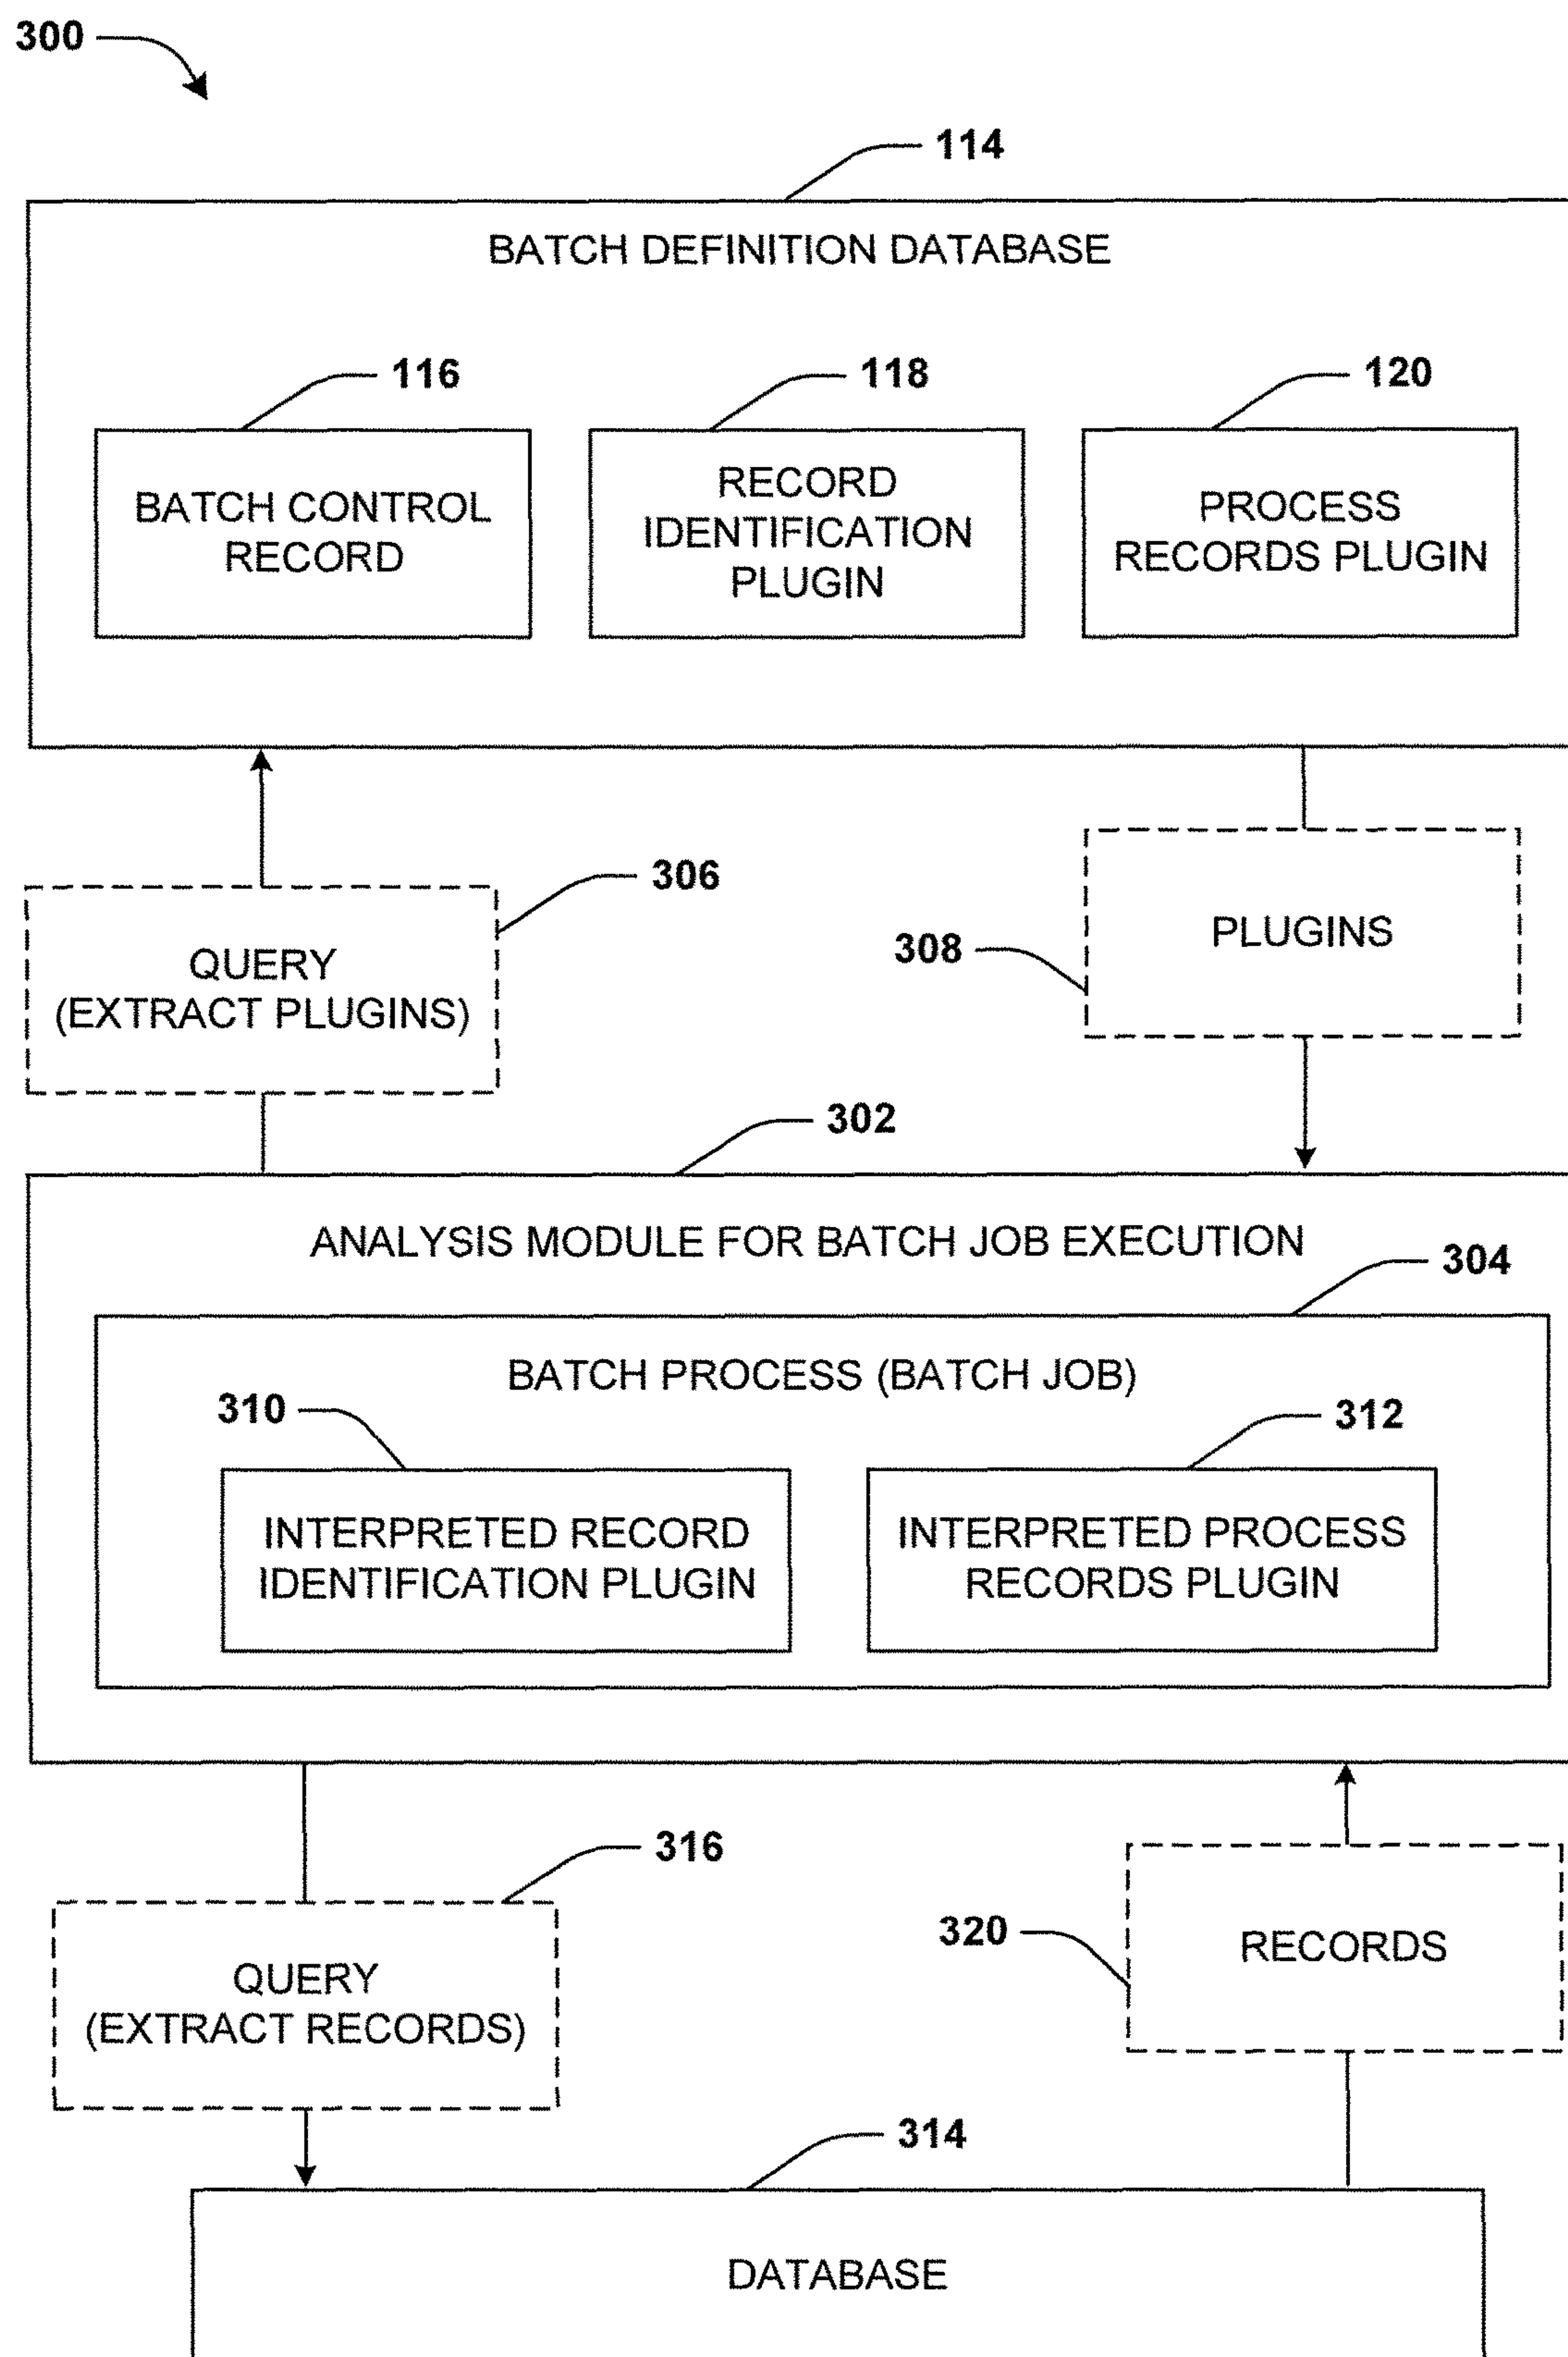 300
114
BATCH DEFINITION DATABASE
116
118
120
BATCH CONTROL
RECORD
RECORD
IDENTIFICATION
PLUGIN
PROCESS
RECORDS PLUGIN
306
QUERY
(EXTRACT PLUGINS)
308
PLUGINS
302
ANALYSIS MODULE FOR BATCH JOB EXECUTION
304
BATCH PROCESS (BATCH JOB)
310
312
INTERPRETED RECORD
IDENTIFICATION PLUGIN
INTERPRETED PROCESS
RECORDS PLUGIN
316
QUERY
(EXTRACT RECORDS)
320
RECORDS
314
DATABASE